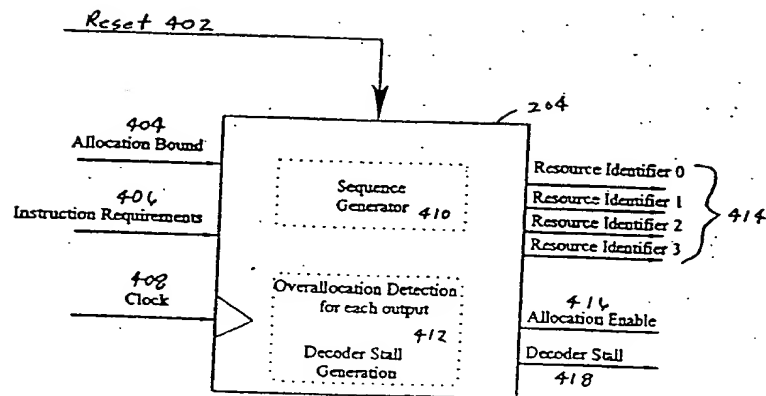 Reset 402
204
404
Allocation Bound
406
Instruction Requirements
408
Clock
Sequence
Generator 410
Overallocation Detection
for each output
412
Decoder Stall
Generation
Resource Identifier 0
Resource Identifier 1
Resource Identifier 2
Resource Identifier 3
414
416
Allocation Enable
Decoder Stall
418